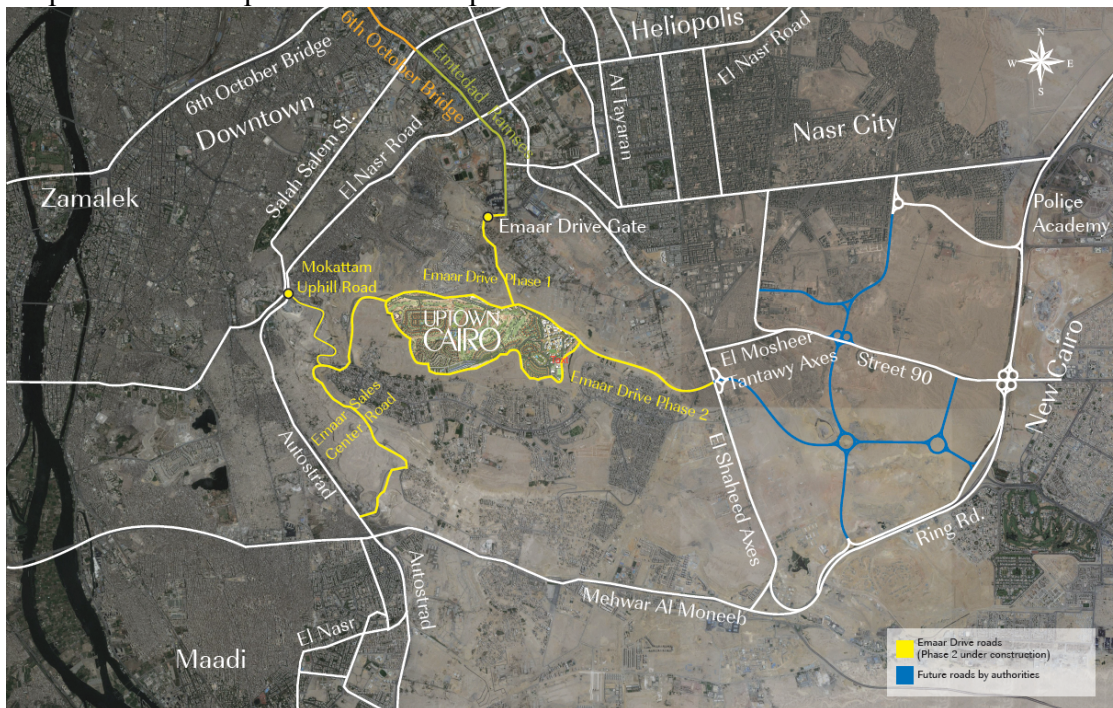 N
W
E
S
Heliopolis
6th October Bridge
6th October Bridge
Emtedad Ramses
El Nasr Road
Al Tayaran
Downtown
Nasr City
Salah Salem St.
El Nasr Road
Zamalek
Police
Academy
Emaar Drive Gate
Mokattam
Uphill Road
Emaar Drive Phase 1
UPTOWN
CAIRO
El Mosheer
Tantawy Axes
Street 90
New Cairo
Emaar Drive Phase 2
Emaar Sales
Center Road
Autostrad
El Shaheed Axes
Ring Rd.
Autostrad
Mehwar Al Moneeb
El Nasr
Maadi
Emaar Drive roads
(Phase 2 under construction)
Future roads by authorities